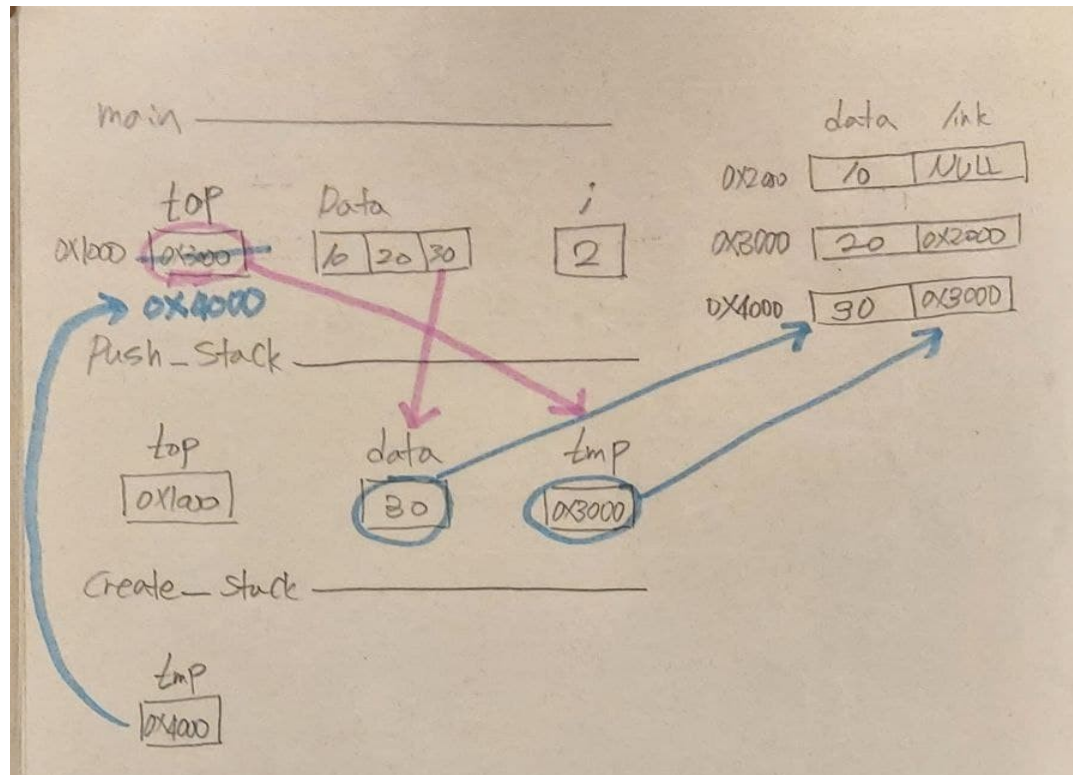 main
data link
0X2000 10 NULL
top Data i
0X1000 0X3000 10 20 30 2
0X3000 20 0X2000
0X4000
0X4000 30 0X3000
Push_Stack
top data tmp
0X1000 30 0X3000
Create_Stack
tmp
0X4000